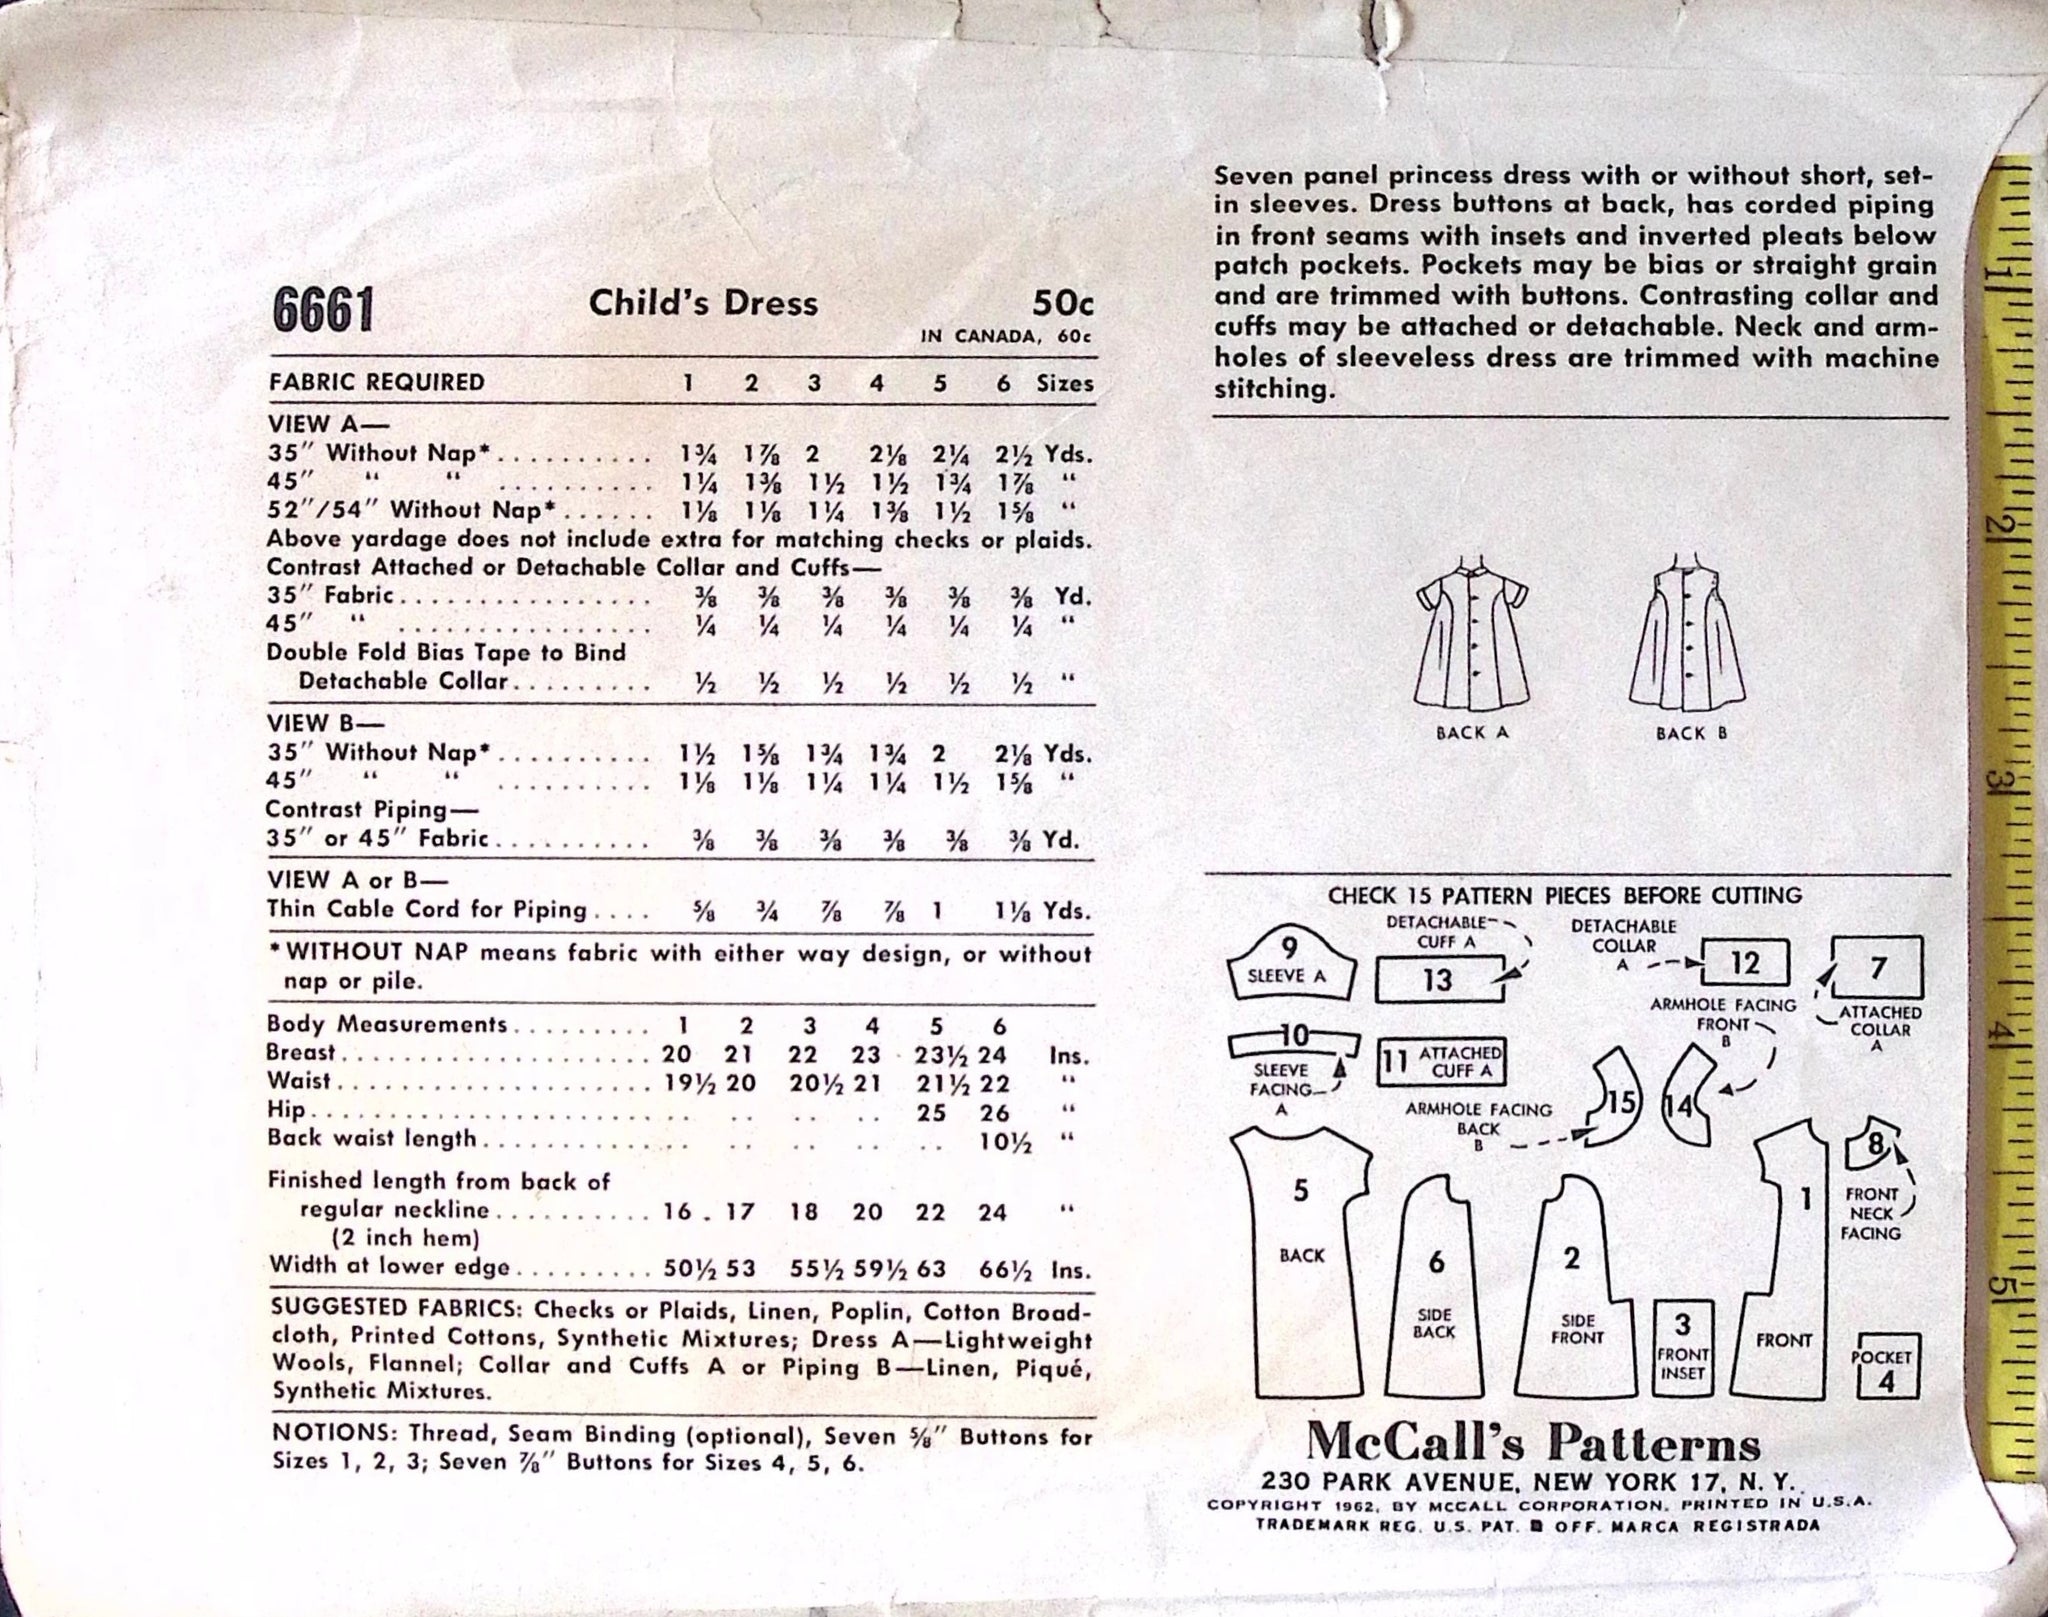 6661 Child's Dress 50c
IN CANADA, 60c
FABRIC REQUIRED 1 2 3 4 5 6 Sizes
VIEW A—
35" Without Nap*.......... 1¾ 1⅞ 2 2⅛ 2¼ 2½ Yds.
45" " " .......... 1¼ 1⅜ 1½ 1½ 1¾ 1⅞ "
52"/54" Without Nap*...... 1⅛ 1⅛ 1¼ 1⅜ 1½ 1⅝ "
Above yardage does not include extra for matching checks or plaids.
Contrast Attached or Detachable Collar and Cuffs—
35" Fabric................ ⅜ ⅜ ⅜ ⅜ ⅜ ⅜ Yd.
45" " ................ ¼ ¼ ¼ ¼ ¼ ¼ "
Double Fold Bias Tape to Bind
Detachable Collar......... ½ ½ ½ ½ ½ ½ "
VIEW B—
35" Without Nap*.......... 1½ 1⅝ 1¾ 1¾ 2 2⅛ Yds.
45" " " .......... 1⅛ 1⅛ 1¼ 1¼ 1½ 1⅝ "
Contrast Piping—
35" or 45" Fabric.......... ⅜ ⅜ ⅜ ⅜ ⅜ ⅜ Yd.
VIEW A or B—
Thin Cable Cord for Piping.... ⅝ ¾ ⅞ ⅞ 1 1⅛ Yds.
*WITHOUT NAP means fabric with either way design, or without
nap or pile.
Body Measurements......... 1 2 3 4 5 6
Breast.................... 20 21 22 23 23½ 24 Ins.
Waist..................... 19½ 20 20½ 21 21½ 22 "
Hip....................... .. .. .. 25 26 "
Back waist length........... .. .. .. .. 10½ "
Finished length from back of
regular neckline.......... 16 . 17 18 20 22 24 "
(2 inch hem)
Width at lower edge......... 50½ 53 55½ 59½ 63 66½ Ins.
SUGGESTED FABRICS: Checks or Plaids, Linen, Poplin, Cotton Broad-
cloth, Printed Cottons, Synthetic Mixtures; Dress A—Lightweight
Wools, Flannel; Collar and Cuffs A or Piping B—Linen, Piqué,
Synthetic Mixtures.
NOTIONS: Thread, Seam Binding (optional), Seven ⅝" Buttons for
Sizes 1, 2, 3; Seven ⅞" Buttons for Sizes 4, 5, 6.
Seven panel princess dress with or without short, set-
in sleeves. Dress buttons at back, has corded piping
in front seams with insets and inverted pleats below
patch pockets. Pockets may be bias or straight grain
and are trimmed with buttons. Contrasting collar and
cuffs may be attached or detachable. Neck and arm-
holes of sleeveless dress are trimmed with machine
stitching.
BACK A BACK B
CHECK 15 PATTERN PIECES BEFORE CUTTING
9
SLEEVE A
DETACHABLE
CUFF A
13
DETACHABLE
COLLAR
A
12
7
ATTACHED
COLLAR
A
10
SLEEVE
FACING
A
11 ATTACHED
CUFF A
ARMHOLE FACING
FRONT
B
14
ARMHOLE FACING
BACK
B
15
5
BACK
6
SIDE
BACK
2
SIDE
FRONT
3
FRONT
INSET
1
FRONT
8
FRONT
NECK
FACING
POCKET
4
McCall's Patterns
230 PARK AVENUE, NEW YORK 17, N. Y.
COPYRIGHT 1962, BY MCCALL CORPORATION, PRINTED IN U.S.A.
TRADEMARK REG. U.S. PAT. & OFF. MARCA REGISTRADA
1
2
3
4
5